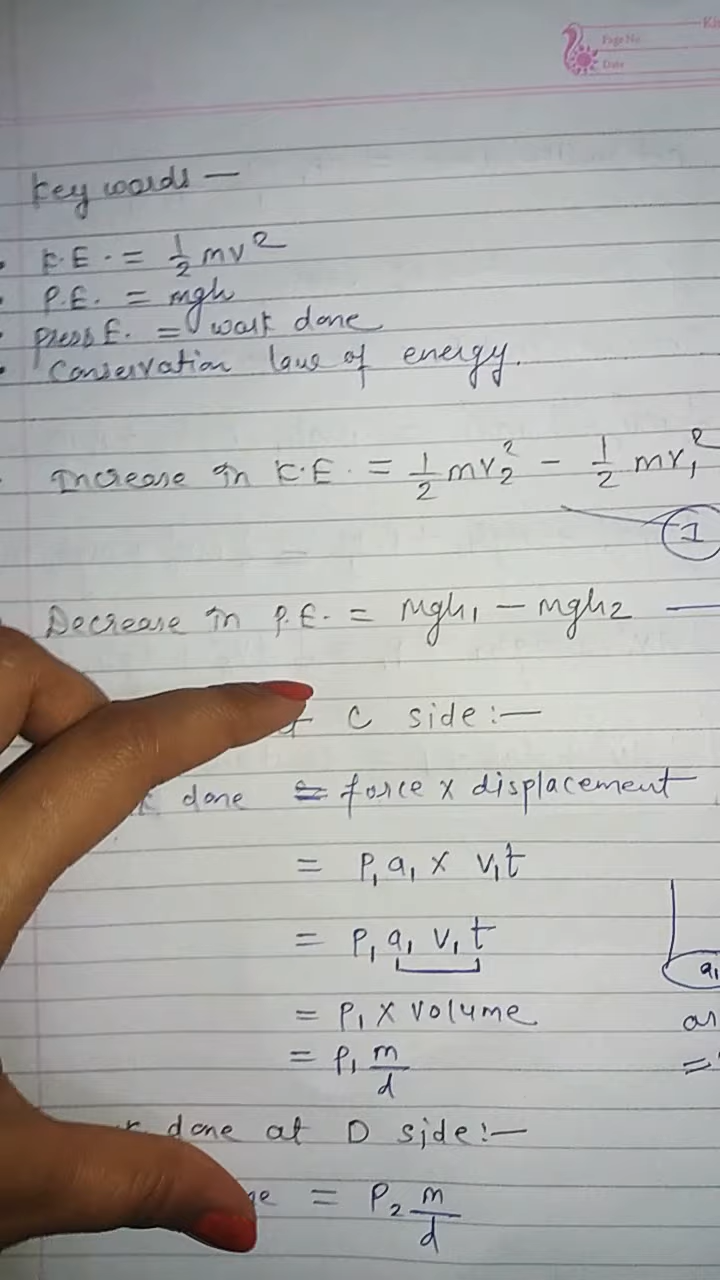 Page No
Date
Key words —
K.E. = 1/2 mv²
P.E. = mgh
press E. = work done
Conservation law of energy.
Increase in K.E. = 1/2 mv₂² − 1/2 mv₁²
1
Decrease in P.E. = mgh₁ − mgh₂ —
C side:—
done = force x displacement
= P₁ a₁ x v₁t
= P₁ a₁ v₁ t
a₁
= P₁ x volume
= P₁ m/d
=
done at D side:—
= P₂ m/d